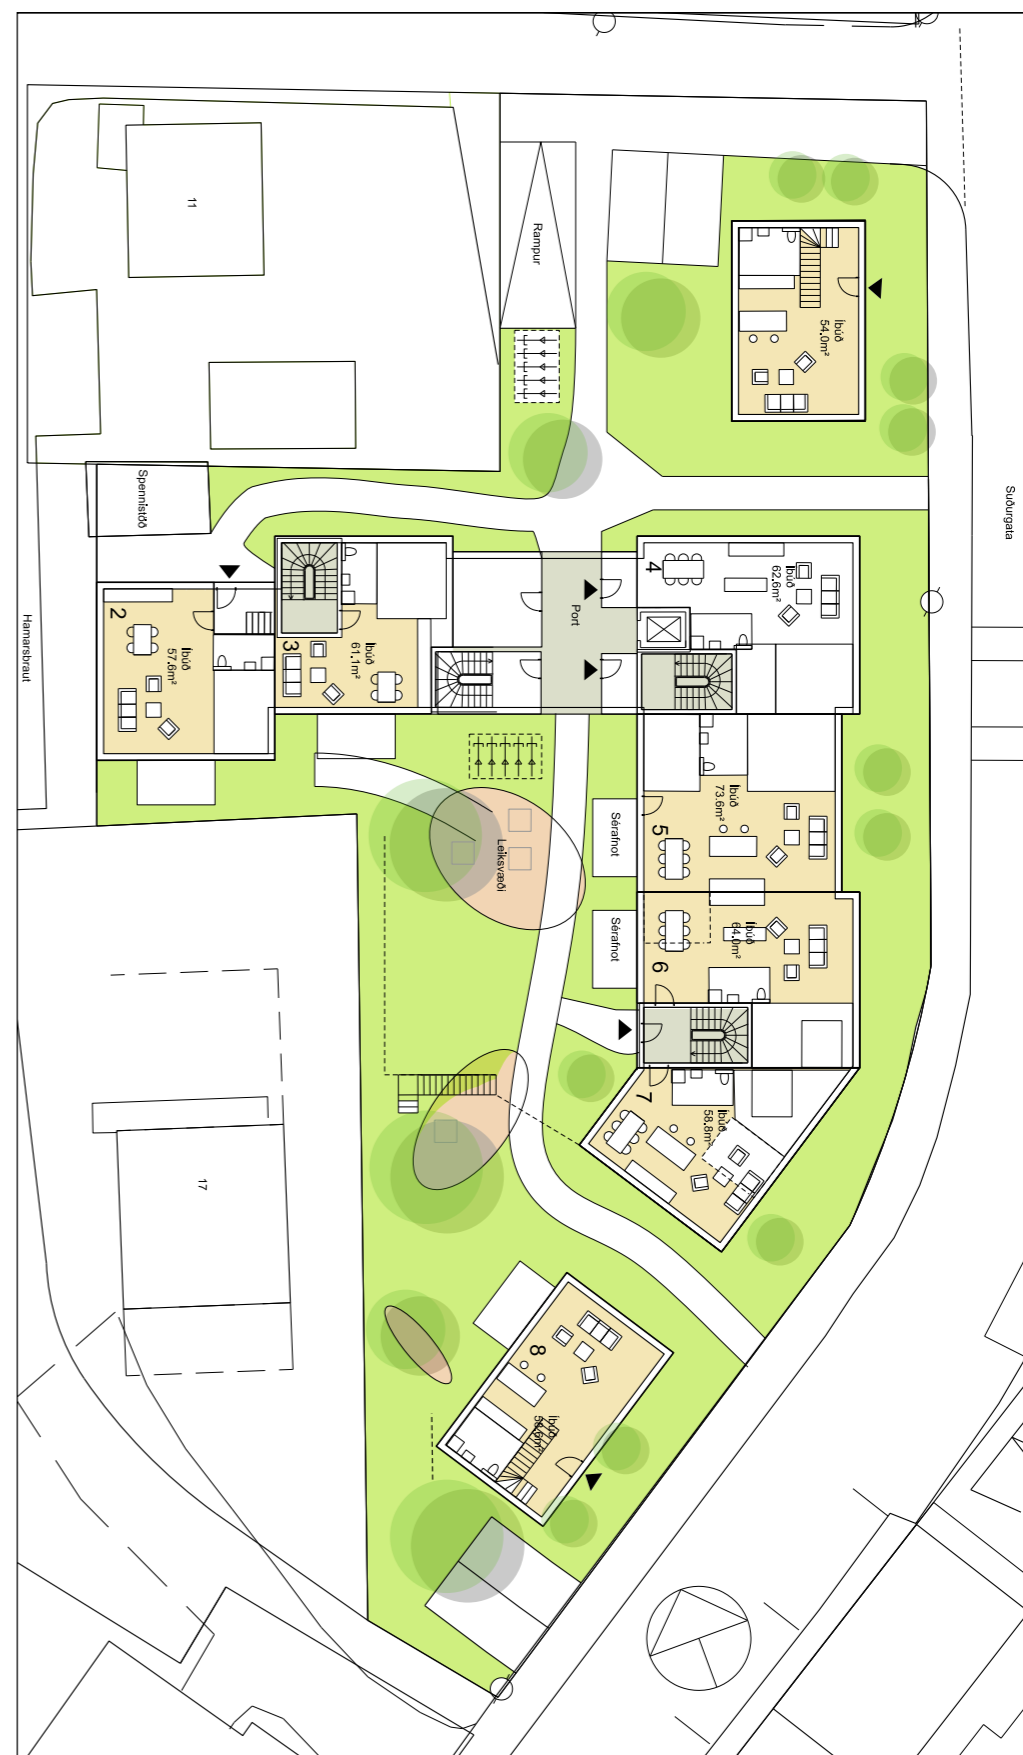 11
Rampur
Íbúð
54.0m²
Suðurgata
Spennistöð
Hamarsbraut
2
Íbúð
57.6m²
3
Íbúð
61.1m²
Port
4
Íbúð
62.6m²
5
Íbúð
73.6m²
Sérafnot
Leiksvæði
6
Íbúð
64.0m²
Sérafnot
7
Íbúð
58.8m²
17
8
Íbúð